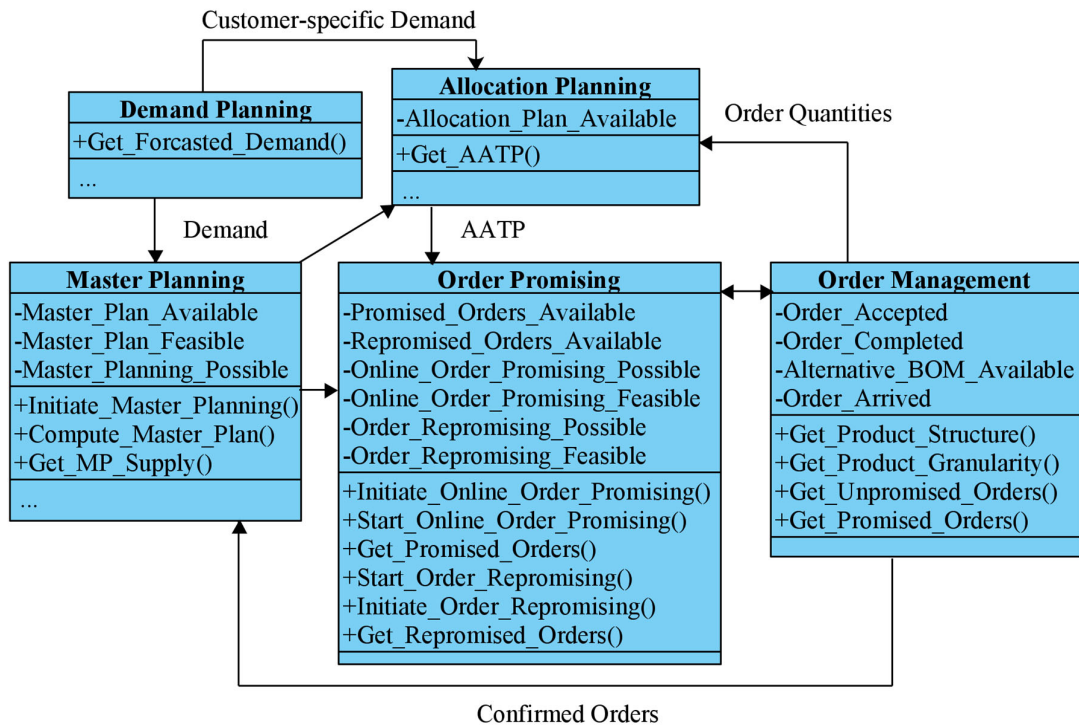 Customer-specific Demand
Demand Planning
+Get_Forcasted_Demand()
...
Allocation Planning
-Allocation_Plan_Available
+Get_AATP()
...
Order Quantities
Demand
AATP
Master Planning
-Master_Plan_Available
-Master_Plan_Feasible
-Master_Planning_Possible
+Initiate_Master_Planning()
+Compute_Master_Plan()
+Get_MP_Supply()
...
Order Promising
-Promised_Orders_Available
-Repromised_Orders_Available
-Online_Order_Promising_Possible
-Online_Order_Promising_Feasible
-Order_Repromising_Possible
-Order_Repromising_Feasible
+Initiate_Online_Order_Promising()
+Start_Online_Order_Promising()
+Get_Promised_Orders()
+Start_Order_Repromising()
+Initiate_Order_Repromising()
+Get_Repromised_Orders()
Order Management
-Order_Accepted
-Order_Completed
-Alternative_BOM_Available
-Order_Arrived
+Get_Product_Structure()
+Get_Product_Granularity()
+Get_Unpromised_Orders()
+Get_Promised_Orders()
Confirmed Orders